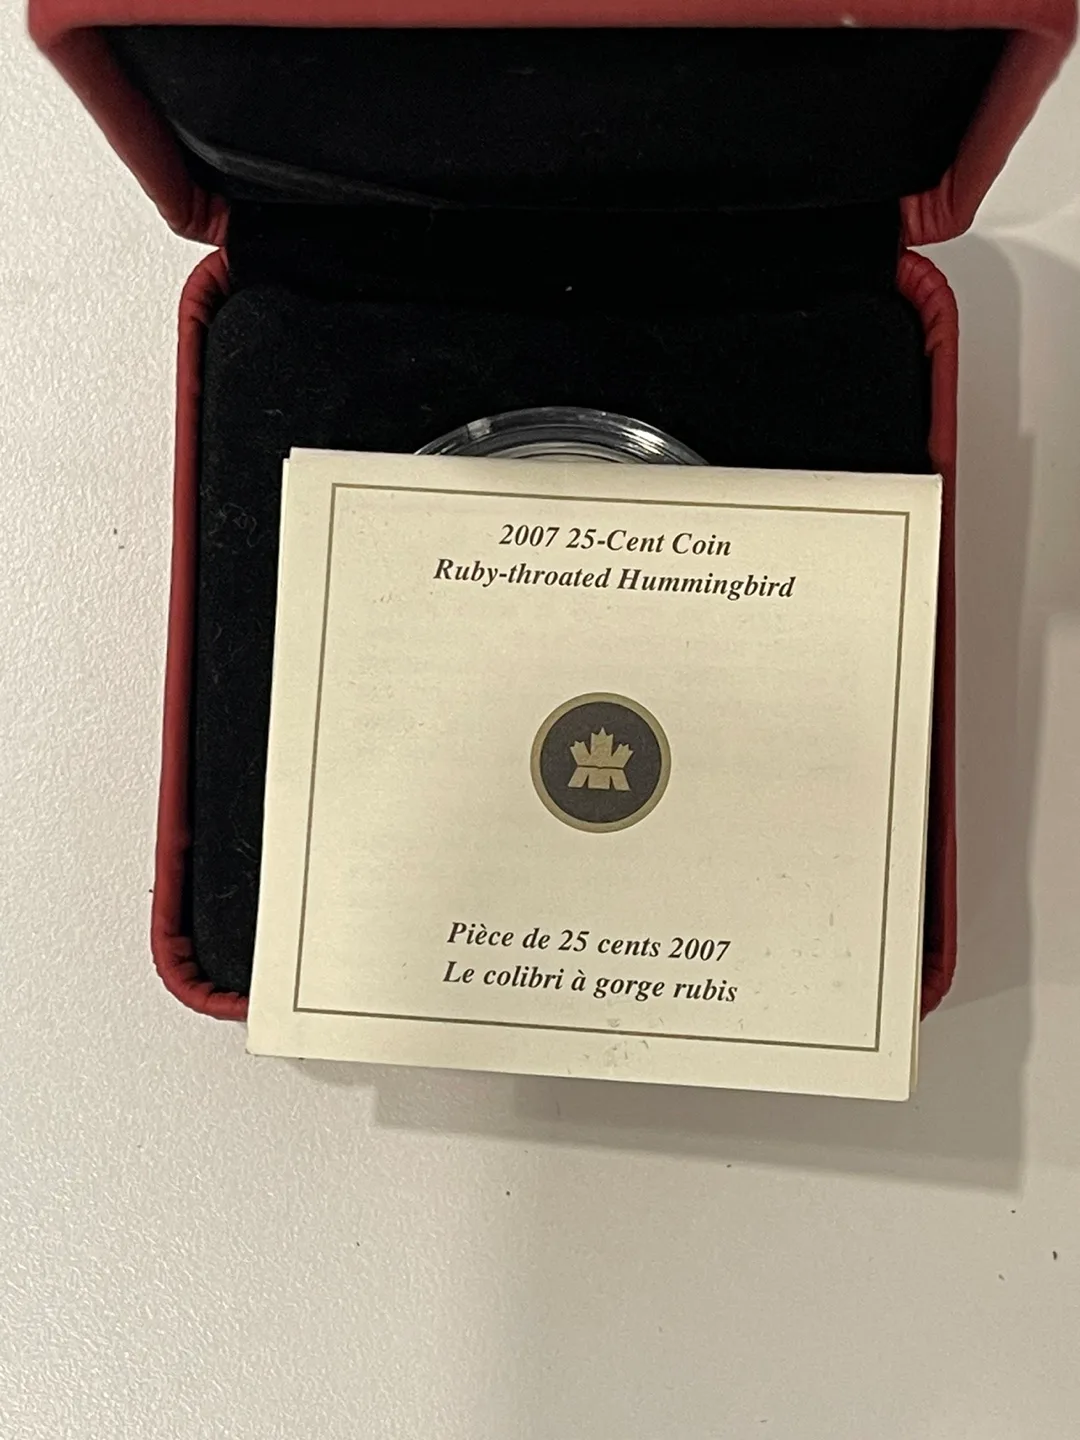 2007 25-Cent Coin
Ruby-throated Hummingbird
Pièce de 25 cents 2007
Le colibri à gorge rubis